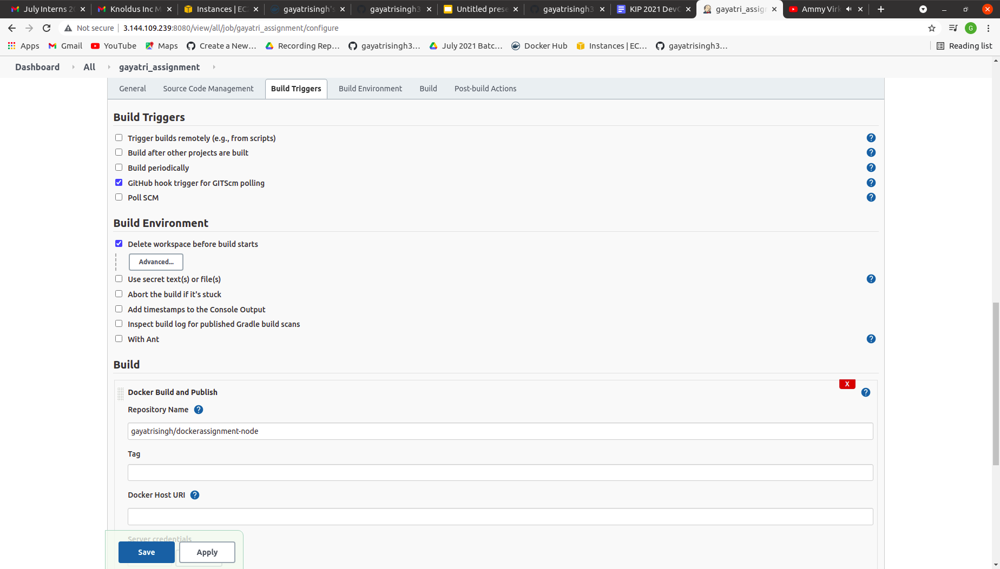 July Interns 20
Knoldus Inc M
Instances | EC
gayatrisingh's
gayatrisingh3
Untitled prese
gayatrisingh3
KIP 2021 DevO
gayatri_assign
Ammy Virk
Not secure
3.144.109.239:8080/view/all/job/gayatri_assignment/configure
G
Apps
Gmail
YouTube
Maps
Create a New...
Recording Rep...
gayatrisingh3...
July 2021 Batc...
Docker Hub
Instances | EC...
gayatrisingh3...
Reading list
Dashboard
All
gayatri_assignment
General
Source Code Management
Build Triggers
Build Environment
Build
Post-build Actions
Build Triggers
Trigger builds remotely (e.g., from scripts)
?
Build after other projects are built
?
Build periodically
?
GitHub hook trigger for GITScm polling
?
Poll SCM
?
Build Environment
Delete workspace before build starts
Advanced...
Use secret text(s) or file(s)
?
Abort the build if it's stuck
Add timestamps to the Console Output
Inspect build log for published Gradle build scans
With Ant
?
Build
X
Docker Build and Publish
?
Repository Name
?
gayatrisingh/dockerassignment-node
Tag
Docker Host URI
?
Server credentials
Save
Apply